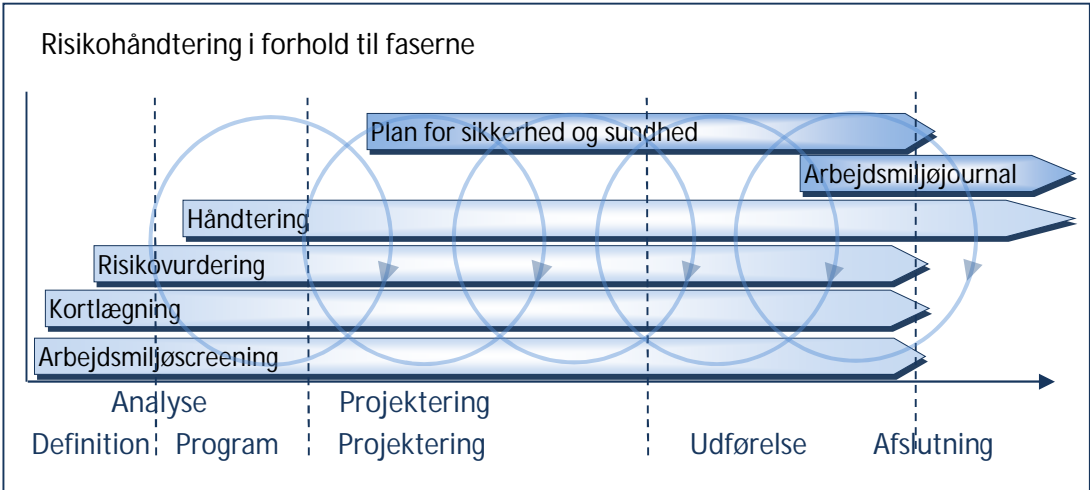 Risikohåndtering i forhold til faserne
Plan for sikkerhed og sundhed
Arbejdsmiljøjournal
Håndtering
Risikovurdering
Kortlægning
Arbejdsmiljøscreening
Analyse Projektering
Definition Program Projektering Udførelse Afslutning